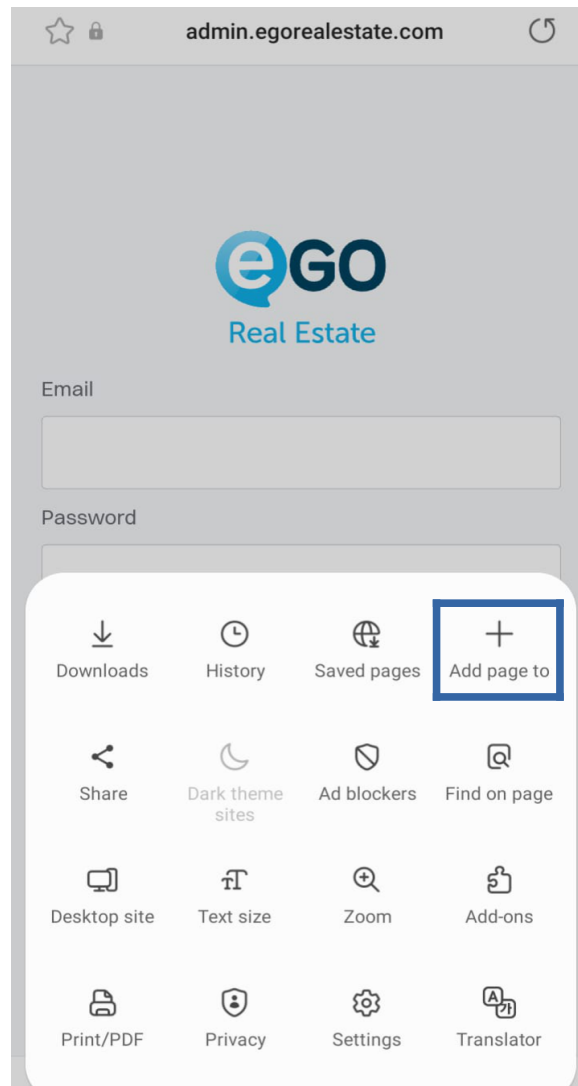 admin.egorealestate.com
eGO
Real Estate
Email
Password
Downloads
History
Saved pages
Add page to
Share
Dark theme
sites
Ad blockers
Find on page
Desktop site
Text size
Zoom
Add-ons
Print/PDF
Privacy
Settings
Translator